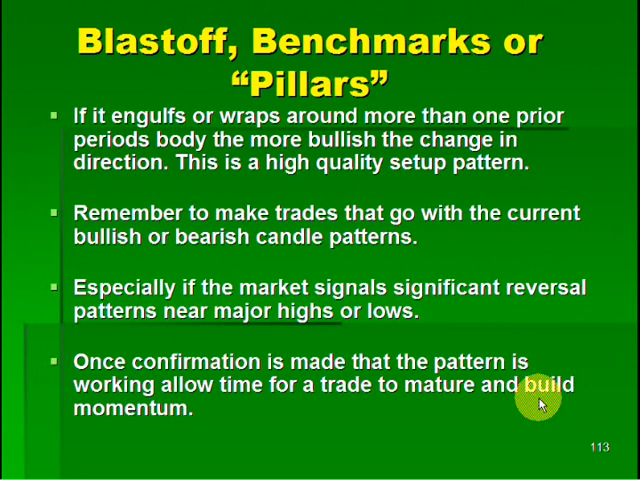 Blastoff, Benchmarks or
“Pillars”
If it engulfs or wraps around more than one prior
periods body the more bullish the change in
direction. This is a high quality setup pattern.
Remember to make trades that go with the current
bullish or bearish candle patterns.
Especially if the market signals significant reversal
patterns near major highs or lows.
Once confirmation is made that the pattern is
working allow time for a trade to mature and build
momentum.
113